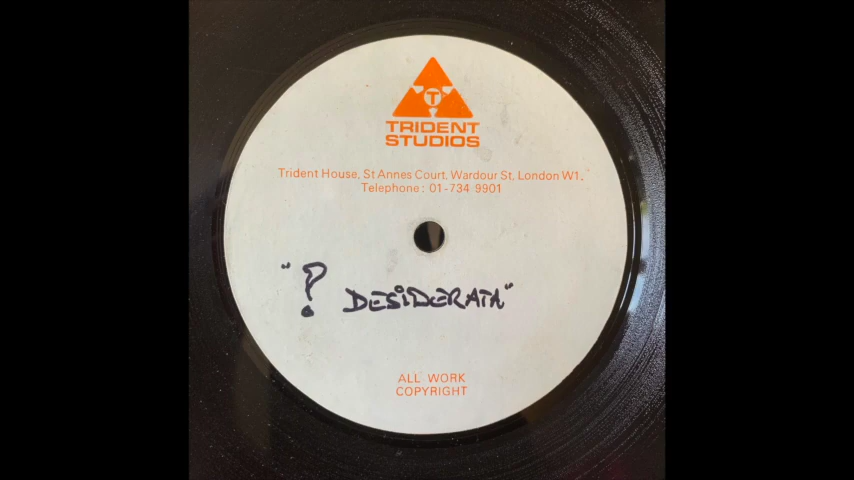 T
TRIDENT
STUDIOS
Trident House, St Annes Court, Wardour St, London W1.
Telephone: 01-734 9901
"? DESiDERATA"
ALL WORK
COPYRIGHT